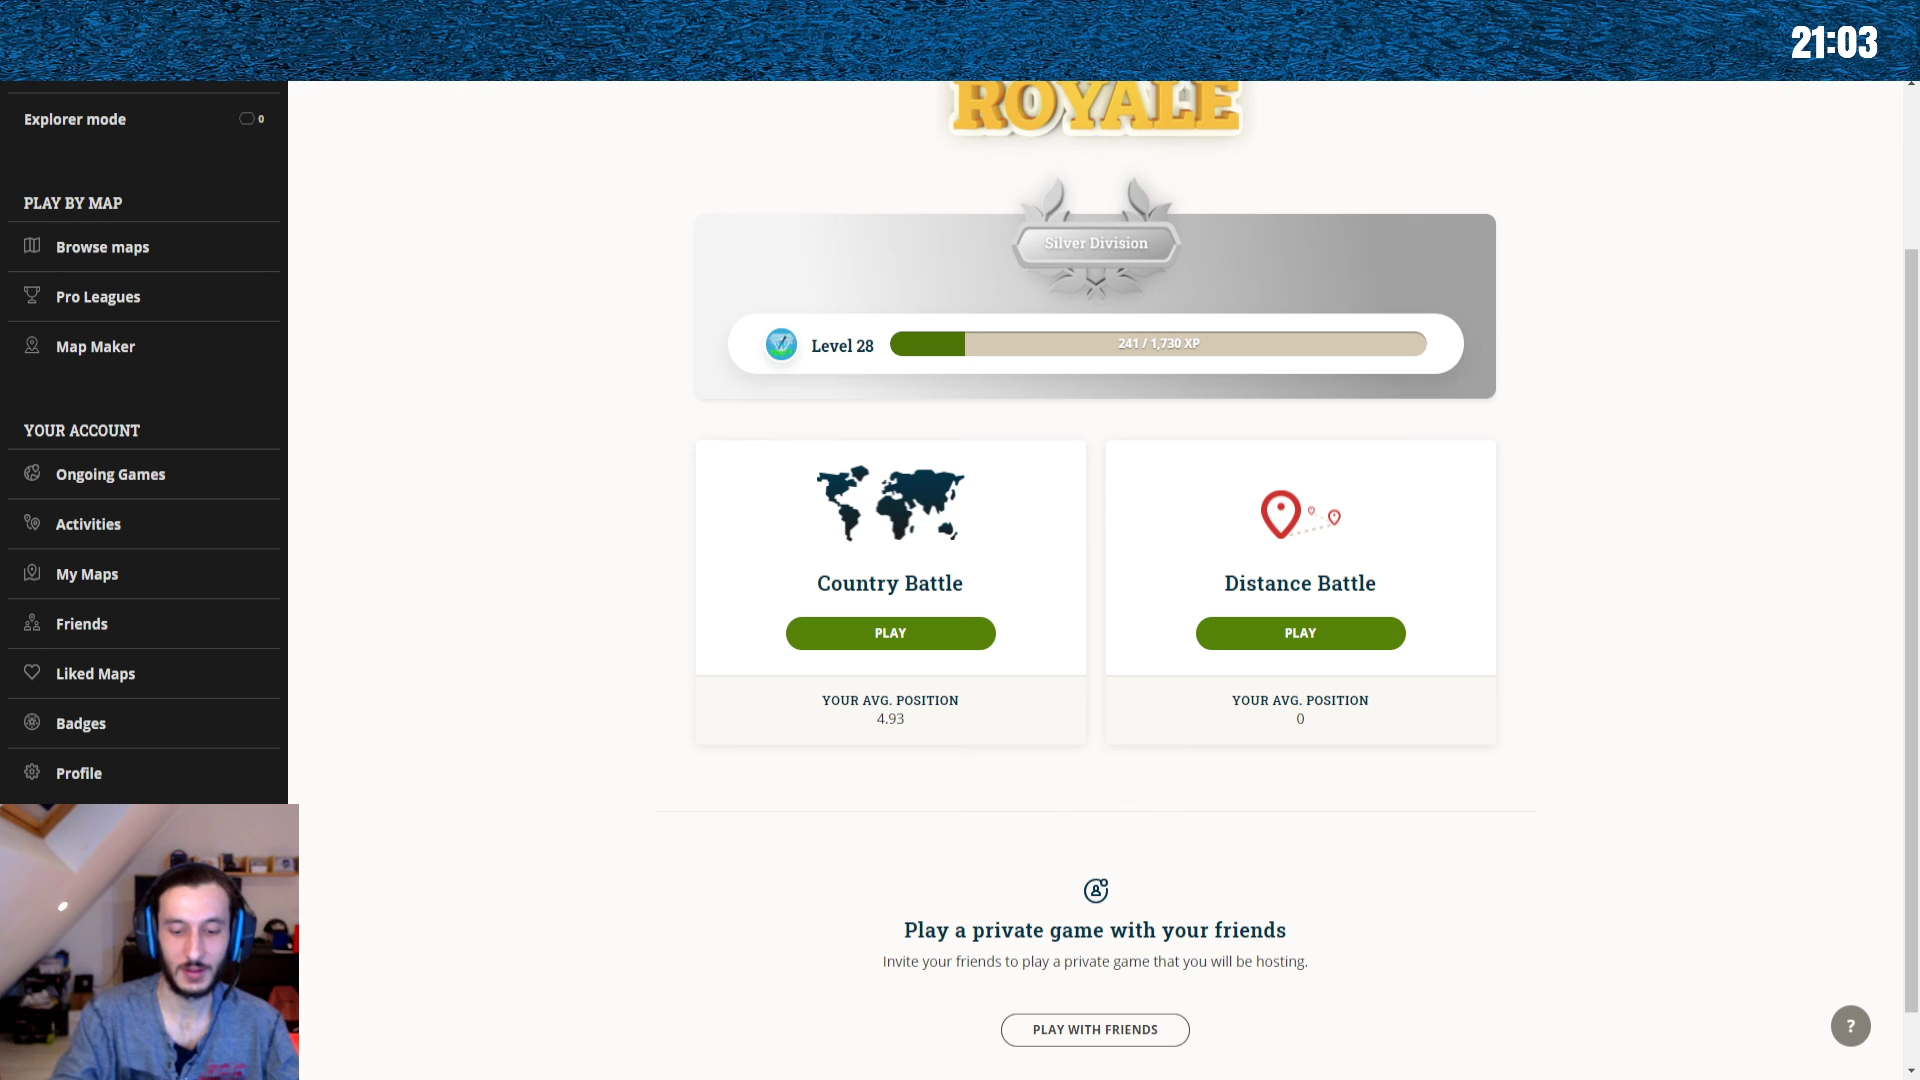 21:03
ROYALE
Explorer mode
0
PLAY BY MAP
Browse maps
Pro Leagues
Map Maker
YOUR ACCOUNT
Ongoing Games
Activities
My Maps
Friends
Liked Maps
Badges
Profile
Silver Division
Level 28
241 / 1,730 XP
Country Battle
PLAY
YOUR AVG. POSITION
4.93
Distance Battle
PLAY
YOUR AVG. POSITION
0
Play a private game with your friends
Invite your friends to play a private game that you will be hosting.
PLAY WITH FRIENDS
?